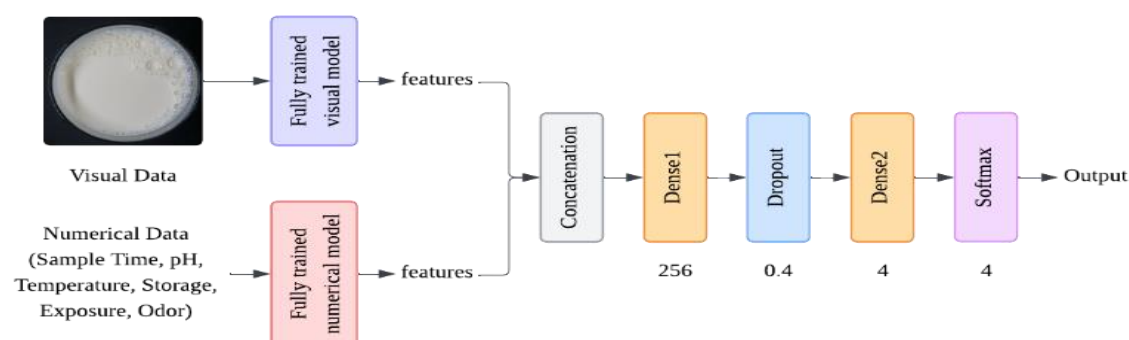 Visual Data
Fully trained
visual model
features
Numerical Data
(Sample Time, pH,
Temperature, Storage,
Exposure, Odor)
Fully trained
numerical model
features
Concatenation
Dense1
256
Dropout
0.4
Dense2
4
Softmax
4
Output